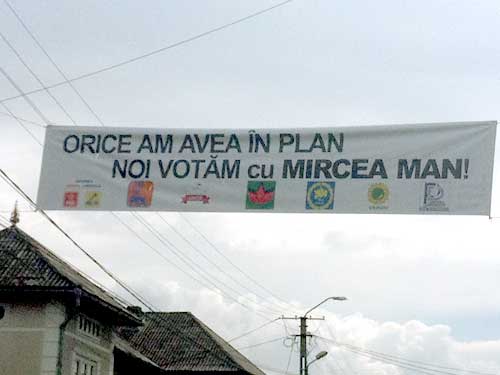 ORICE AM AVEA ÎN PLAN
NOI VOTĂM cu MIRCEA MAN!